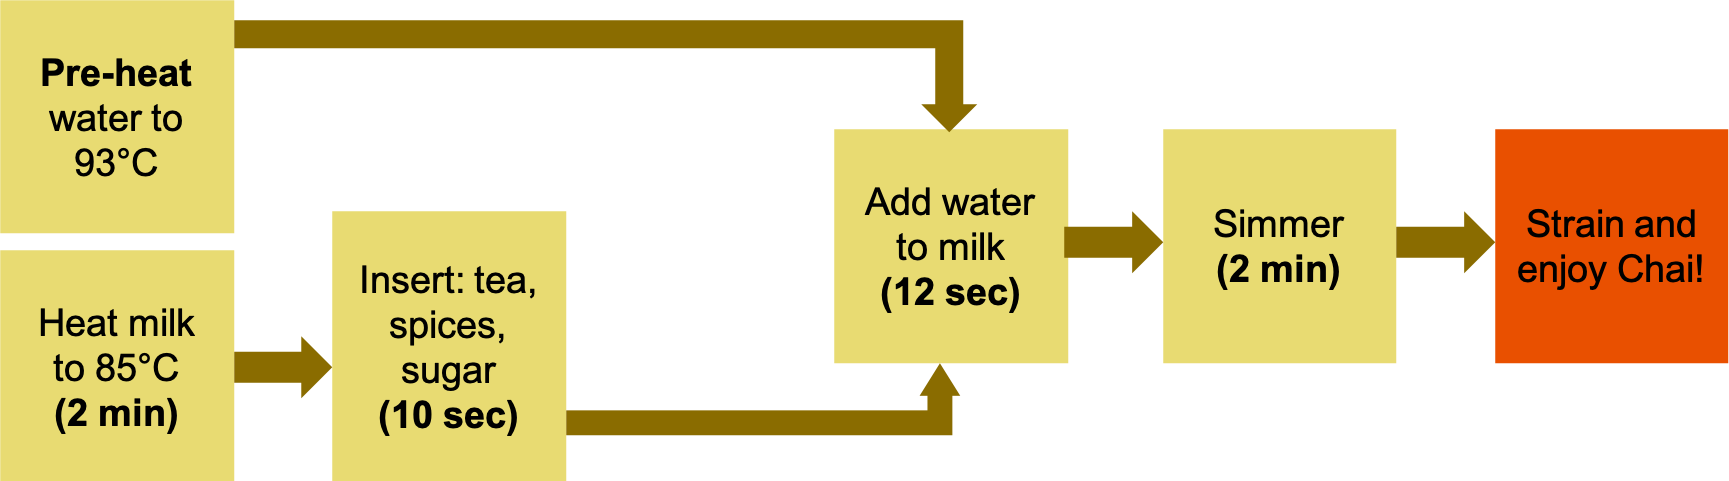 Pre-heat
water to
93°C
Heat milk
to 85°C
(2 min)
Insert: tea,
spices,
sugar
(10 sec)
Add water
to milk
(12 sec)
Simmer
(2 min)
Strain and
enjoy Chai!